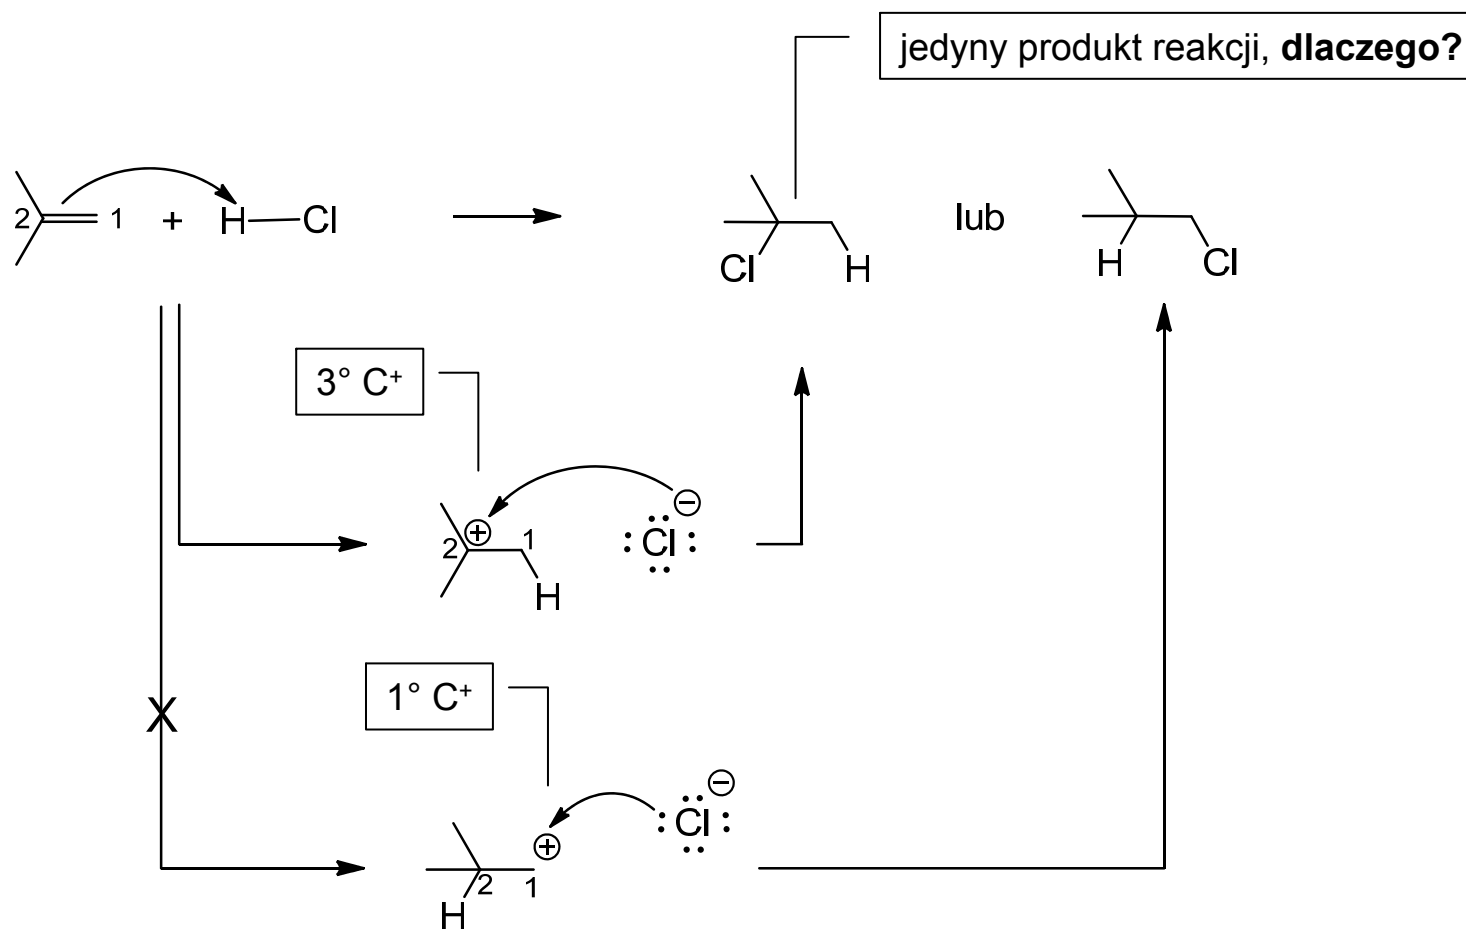 jedyny produkt reakcji, dlaczego?
2 1 + H Cl
Cl H lub H Cl
3° C⁺
2 ⊕ 1 H : Cl : ⊖
1° C⁺
X
H 2 1 ⊕ : Cl : ⊖